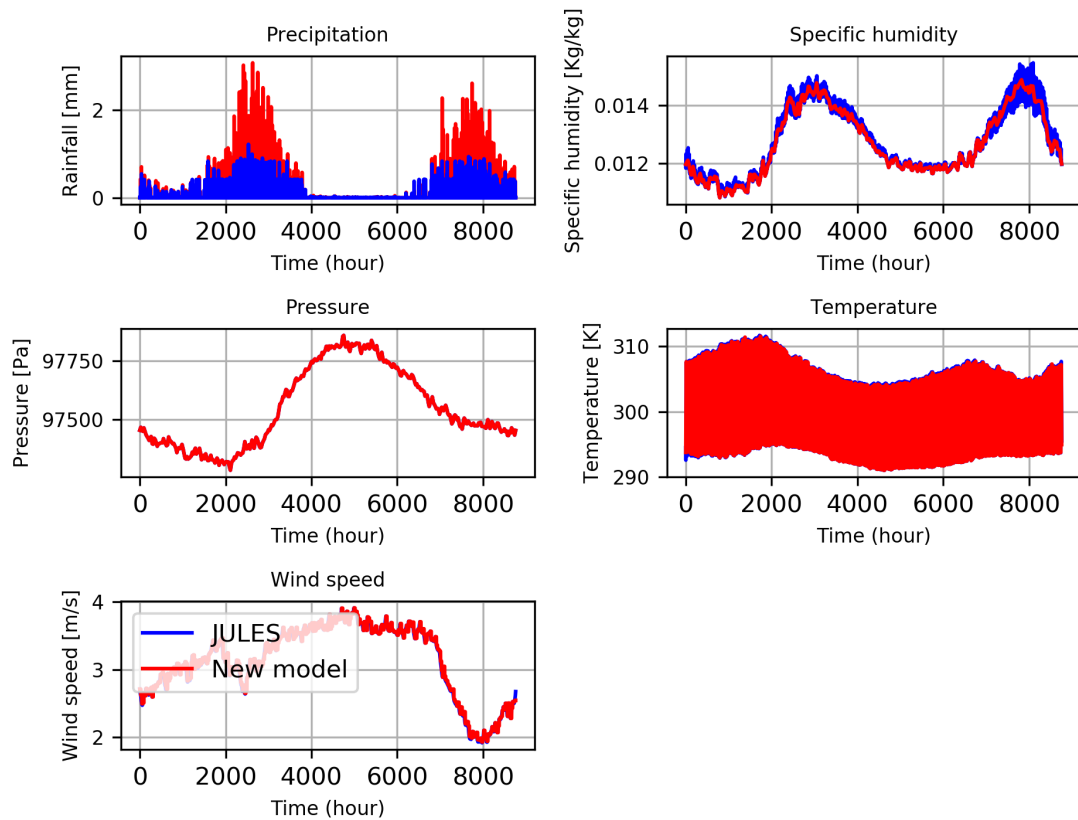 Precipitation
Rainfall [mm]
2
0
0 2000 4000 6000 8000
Time (hour)
Specific humidity
Specific humidity [Kg/kg]
0.014
0.012
0 2000 4000 6000 8000
Time (hour)
Pressure
Pressure [Pa]
97750
97500
0 2000 4000 6000 8000
Time (hour)
Temperature
Temperature [K]
310
300
290
0 2000 4000 6000 8000
Time (hour)
Wind speed
Wind speed [m/s]
4
3
2
JULES
New model
0 2000 4000 6000 8000
Time (hour)